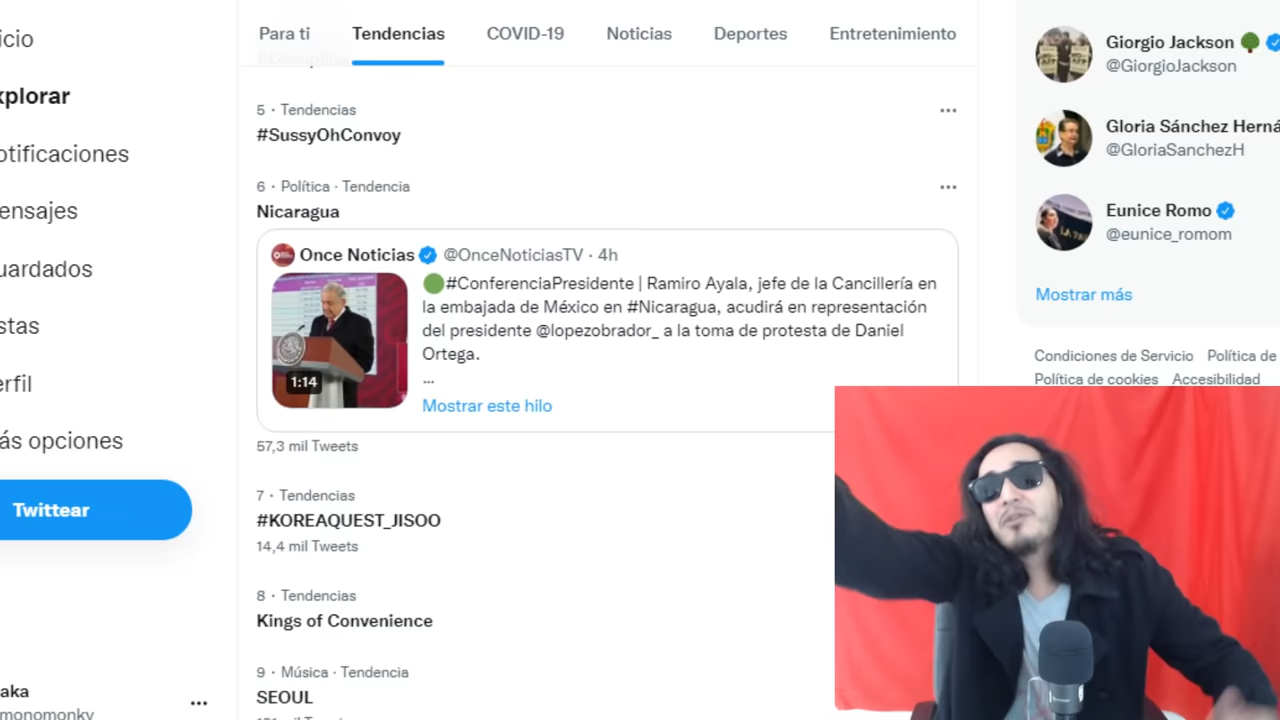 icio
xplorar
otificaciones
ensajes
uardados
stas
erfil
ás opciones
Twittear
aka
monomonky
Para ti
Tendencias
COVID-19
Noticias
Deportes
Entretenimiento
5 · Tendencias
#SussyOhConvoy
6 · Política · Tendencia
Nicaragua
Once Noticias @OnceNoticiasTV · 4h
#ConferenciaPresidente | Ramiro Ayala, jefe de la Cancillería en
la embajada de México en #Nicaragua, acudirá en representación
del presidente @lopezobrador_ a la toma de protesta de Daniel
Ortega.
...
1:14
Mostrar este hilo
57,3 mil Tweets
7 · Tendencias
#KOREAQUEST_JISOO
14,4 mil Tweets
8 · Tendencias
Kings of Convenience
9 · Música · Tendencia
SEOUL
Giorgio Jackson
@GiorgioJackson
Gloria Sánchez Herná
@GloriaSanchezH
Eunice Romo
@eunice_romom
Mostrar más
Condiciones de Servicio Política de
Política de cookies Accesibilidad